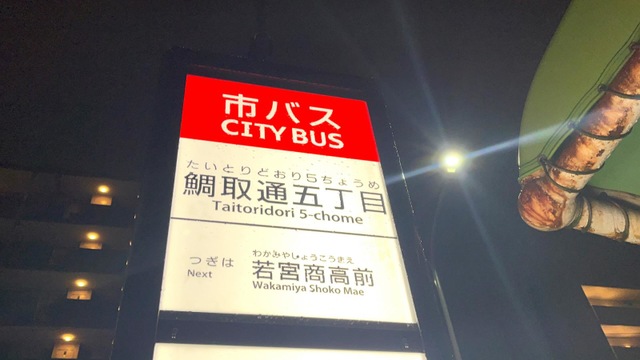 市バス
CITY BUS
たいとりどおり5ちょうめ
鯛取通五丁目
Taitoridori 5-chome
わかみやしょうこうまえ
つぎは 若宮商高前
Next Wakamiya Shoko Mae